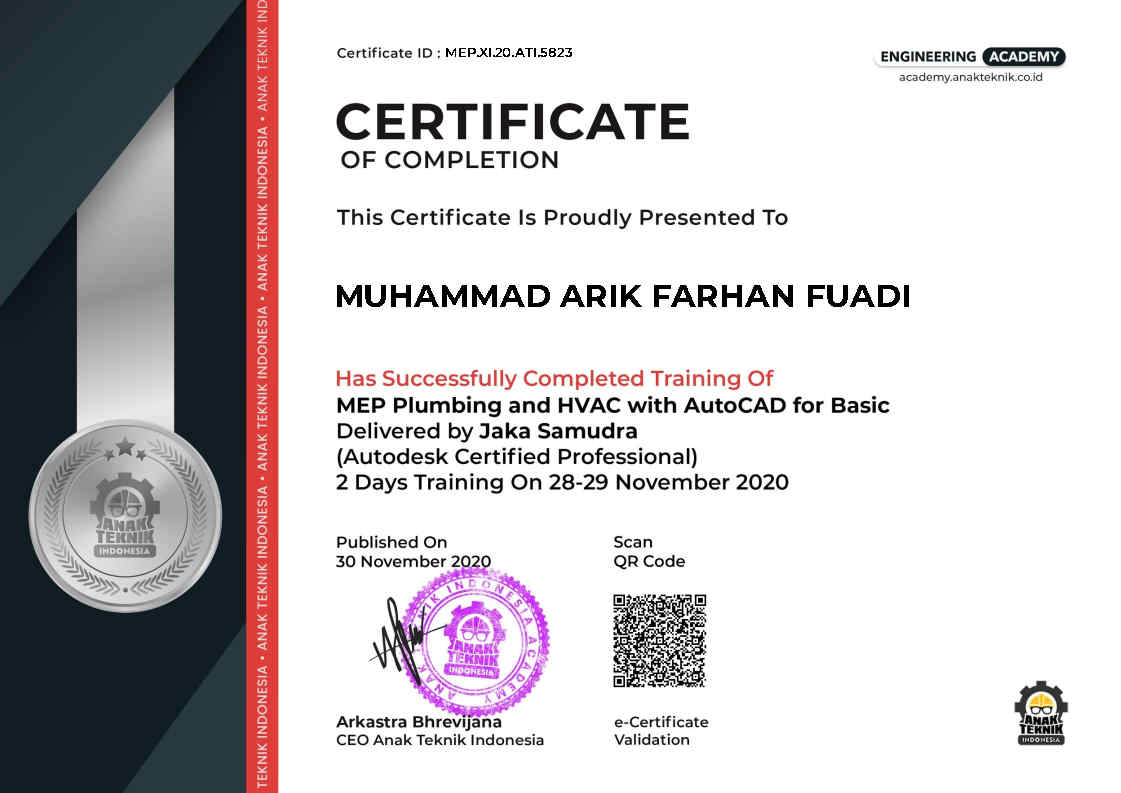 Certificate ID : MEP.XI.20.ATI.5823
ENGINEERING ACADEMY
academy.anakteknik.co.id
CERTIFICATE
OF COMPLETION
This Certificate Is Proudly Presented To
MUHAMMAD ARIK FARHAN FUADI
Has Successfully Completed Training Of
MEP Plumbing and HVAC with AutoCAD for Basic
Delivered by Jaka Samudra
(Autodesk Certified Professional)
2 Days Training On 28-29 November 2020
Published On
30 November 2020
Scan
QR Code
ANAK TEKNIK INDONESIA ACADEMY
ANAK
TEKNIK
INDONESIA
Arkastra Bhrevijana
CEO Anak Teknik Indonesia
e-Certificate
Validation
ANAK
TEKNIK
INDONESIA
ANAK
TEKNIK
INDONESIA
TEKNIK INDONESIA • ANAK TEKNIK INDONESIA • ANAK TEKNIK INDONESIA • ANAK TEKNIK INDONESIA • ANAK TEKNIK INDONESIA • ANAK TEKNIK IND